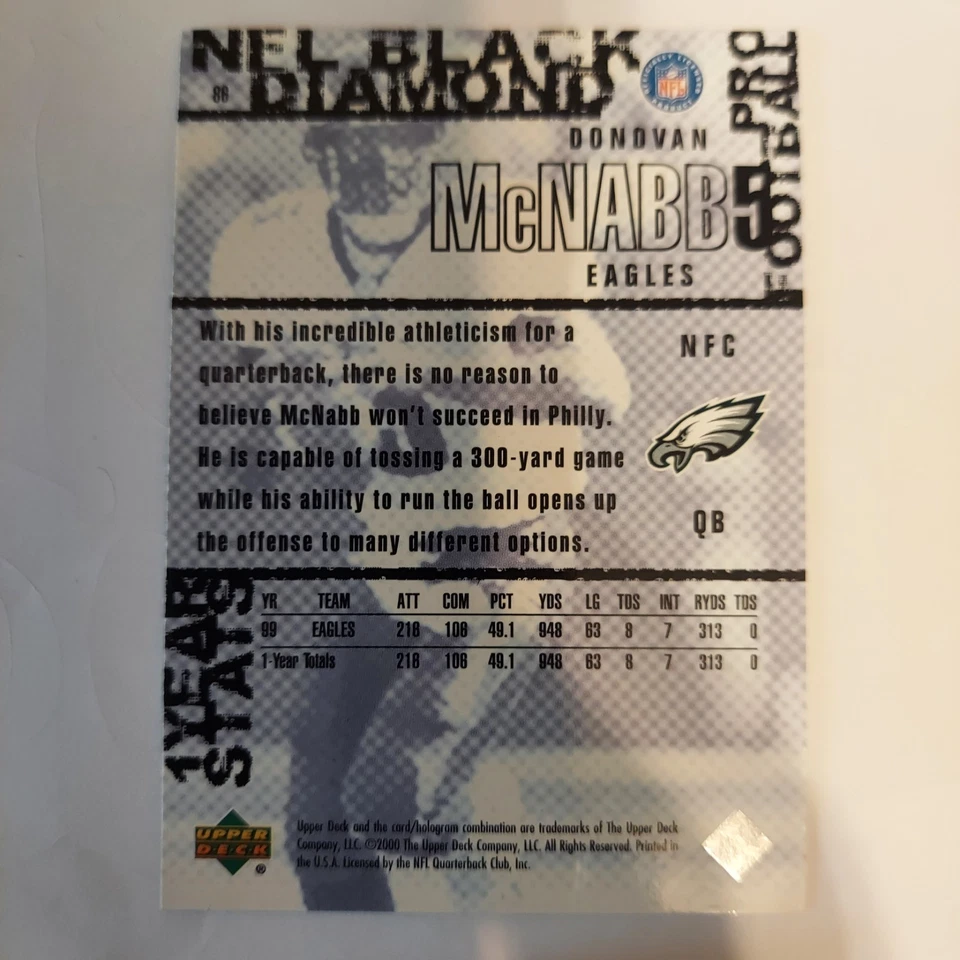 NFL BLACK
DIAMOND
86
NFL
PRO
FOOTBALL
DONOVAN
McNABB 5
EAGLES
With his incredible athleticism for a
quarterback, there is no reason to
believe McNabb won't succeed in Philly.
He is capable of tossing a 300-yard game
while his ability to run the ball opens up
the offense to many different options.
NFC
QB
1 YEAR
STATS
YR TEAM ATT COM PCT YDS LG TDS INT RYDS TDS
99 EAGLES 216 106 49.1 948 63 8 7 313 0
1-Year Totals 216 106 49.1 948 63 8 7 313 0
UPPER
DECK
®
Upper Deck and the card/hologram combination are trademarks of The Upper Deck
Company, LLC. ©2000 The Upper Deck Company, LLC. All Rights Reserved. Printed in
the U.S.A. Licensed by the NFL Quarterback Club, Inc.